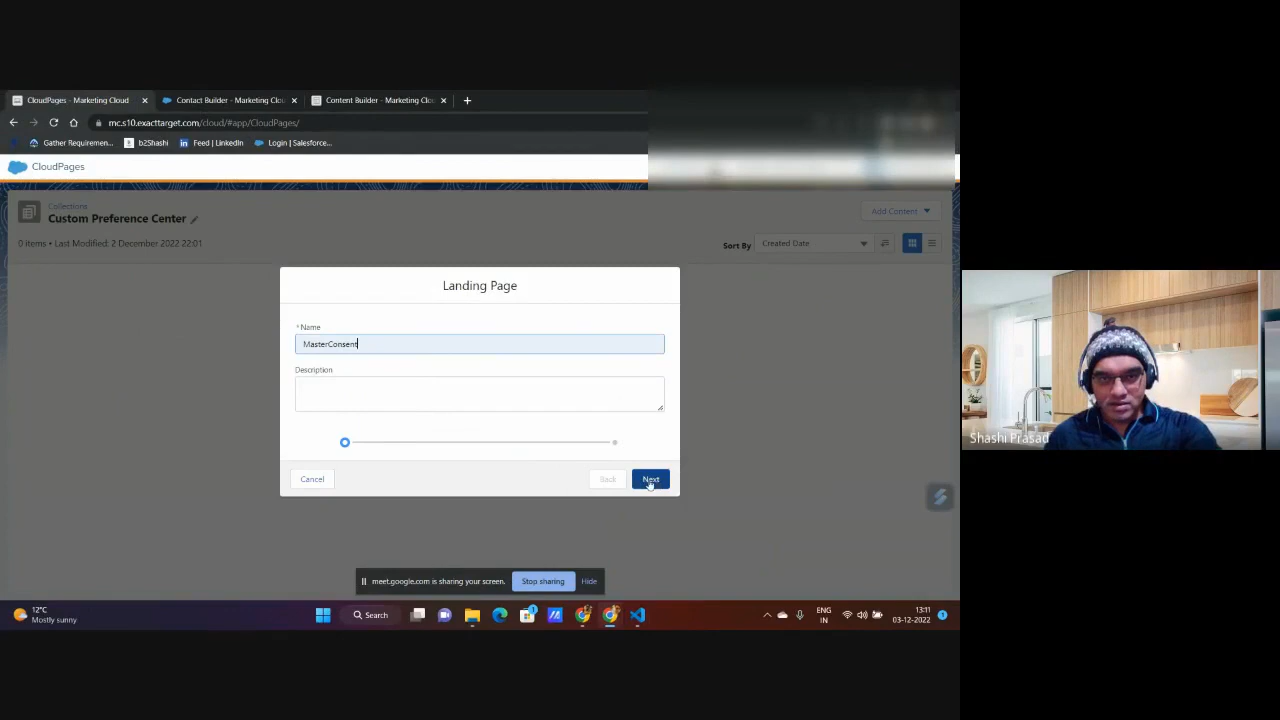 CloudPages - Marketing Cloud
Contact Builder - Marketing Clou
Content Builder - Marketing Clou
mc.s10.exacttarget.com/cloud/#app/CloudPages/
Gather Requiremen...
b2Shashi
Feed | LinkedIn
Login | Salesforce...
CloudPages
Collections
Custom Preference Center
Add Content
0 items • Last Modified: 2 December 2022 22:01
Sort By
Created Date
Landing Page
* Name
MasterConsent
Description
Cancel
Back
Next
Shashi Prasad
meet.google.com is sharing your screen.
Stop sharing
Hide
12°C
Mostly sunny
Search
ENG
IN
13:11
03-12-2022